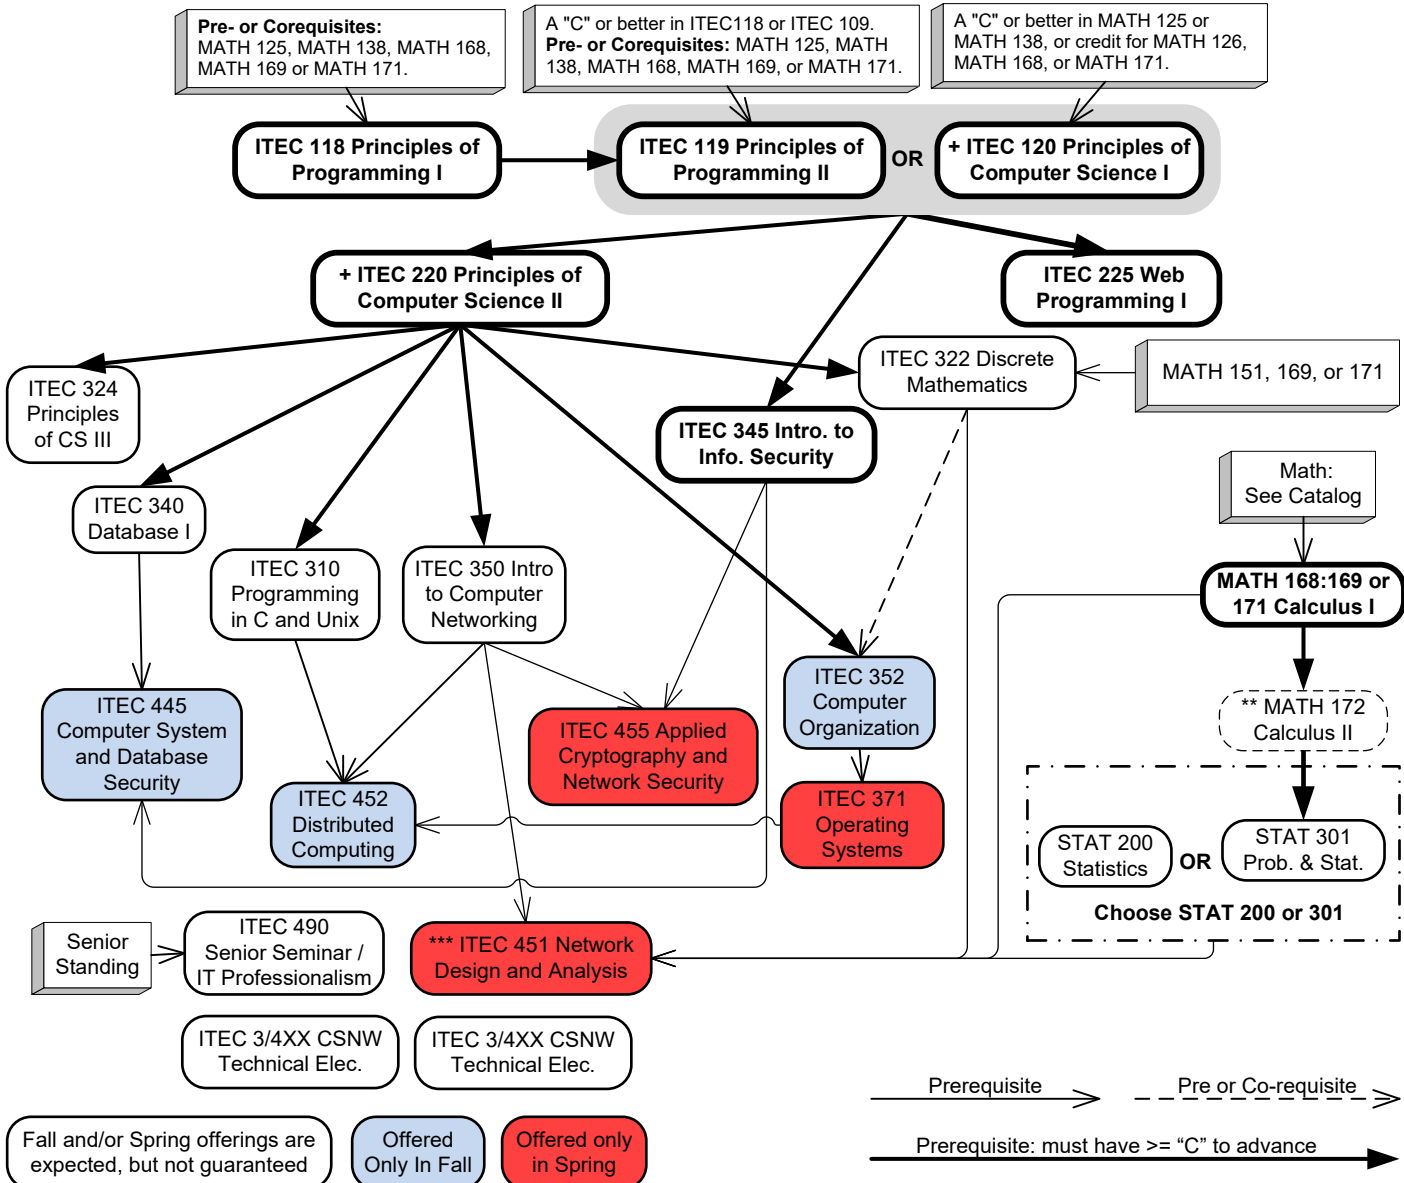 Pre- or Corequisites:
MATH 125, MATH 138, MATH 168,
MATH 169 or MATH 171.
A "C" or better in ITEC118 or ITEC 109.
Pre- or Corequisites: MATH 125, MATH
138, MATH 168, MATH 169, or MATH 171.
A "C" or better in MATH 125 or
MATH 138, or credit for MATH 126,
MATH 168, or MATH 171.
ITEC 118 Principles of
Programming I
ITEC 119 Principles of
Programming II
OR
+ ITEC 120 Principles of
Computer Science I
+ ITEC 220 Principles of
Computer Science II
ITEC 225 Web
Programming I
ITEC 324
Principles
of CS III
ITEC 322 Discrete
Mathematics
MATH 151, 169, or 171
ITEC 345 Intro. to
Info. Security
Math:
See Catalog
ITEC 340
Database I
ITEC 310
Programming
in C and Unix
ITEC 350 Intro
to Computer
Networking
MATH 168:169 or
171 Calculus I
ITEC 445
Computer System
and Database
Security
ITEC 455 Applied
Cryptography and
Network Security
ITEC 352
Computer
Organization
** MATH 172
Calculus II
ITEC 452
Distributed
Computing
ITEC 371
Operating
Systems
STAT 200
Statistics
OR
STAT 301
Prob. & Stat.
Choose STAT 200 or 301
Senior
Standing
ITEC 490
Senior Seminar /
IT Professionalism
*** ITEC 451 Network
Design and Analysis
ITEC 3/4XX CSNW
Technical Elec.
ITEC 3/4XX CSNW
Technical Elec.
Prerequisite
Pre or Co-requisite
Prerequisite: must have >= “C” to advance
Fall and/or Spring offerings are
expected, but not guaranteed
Offered
Only In Fall
Offered only
in Spring